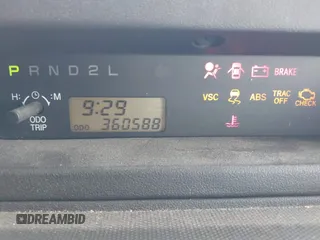 P R N D 2 L
BRAKE
H: :M
VSC ABS TRAC OFF CHECK
9:29
ODO 360588
ODO
TRIP
DREAMBID